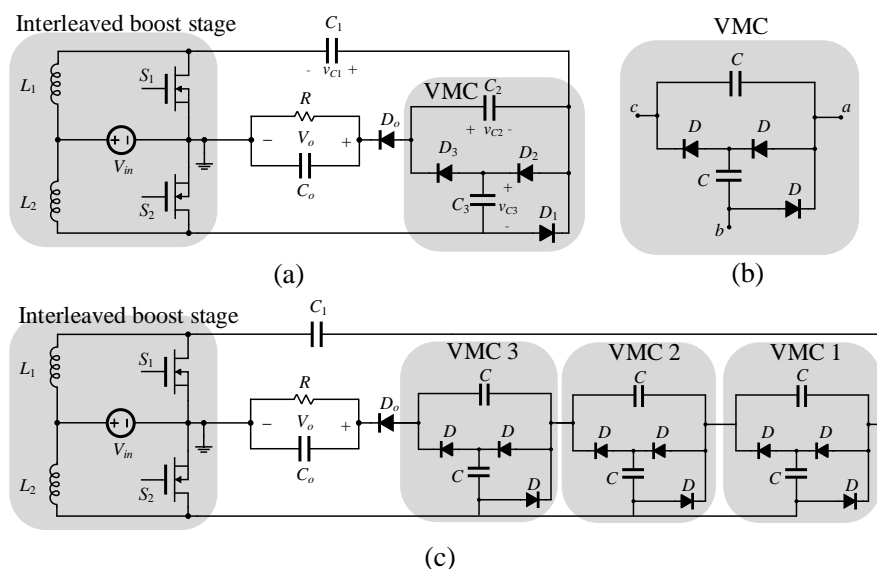 Interleaved boost stage
C1
- vC1 +
L1
S1
R
Vo
- +
Co
Do
Vin
+ -
L2
S2
VMC
C2
+ vC2 -
D3
D2
C3
+
vC3
-
D1
(a)
VMC
C
c
a
D
D
C
D
b
(b)
Interleaved boost stage
C1
L1
S1
R
Vo
- +
Co
Do
Vin
+ -
L2
S2
VMC 3
C
D
D
C
D
VMC 2
C
D
D
C
D
VMC 1
C
D
D
C
D
(c)